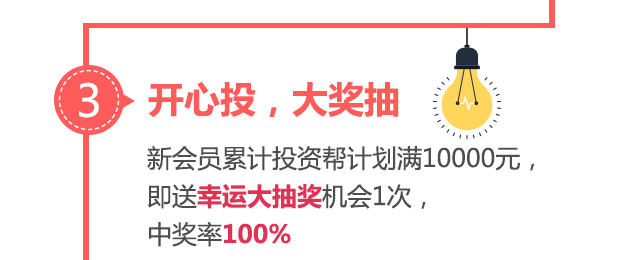 3
开心投，大奖抽
新会员累计投资帮计划满10000元，
即送幸运大抽奖机会1次，
中奖率100%